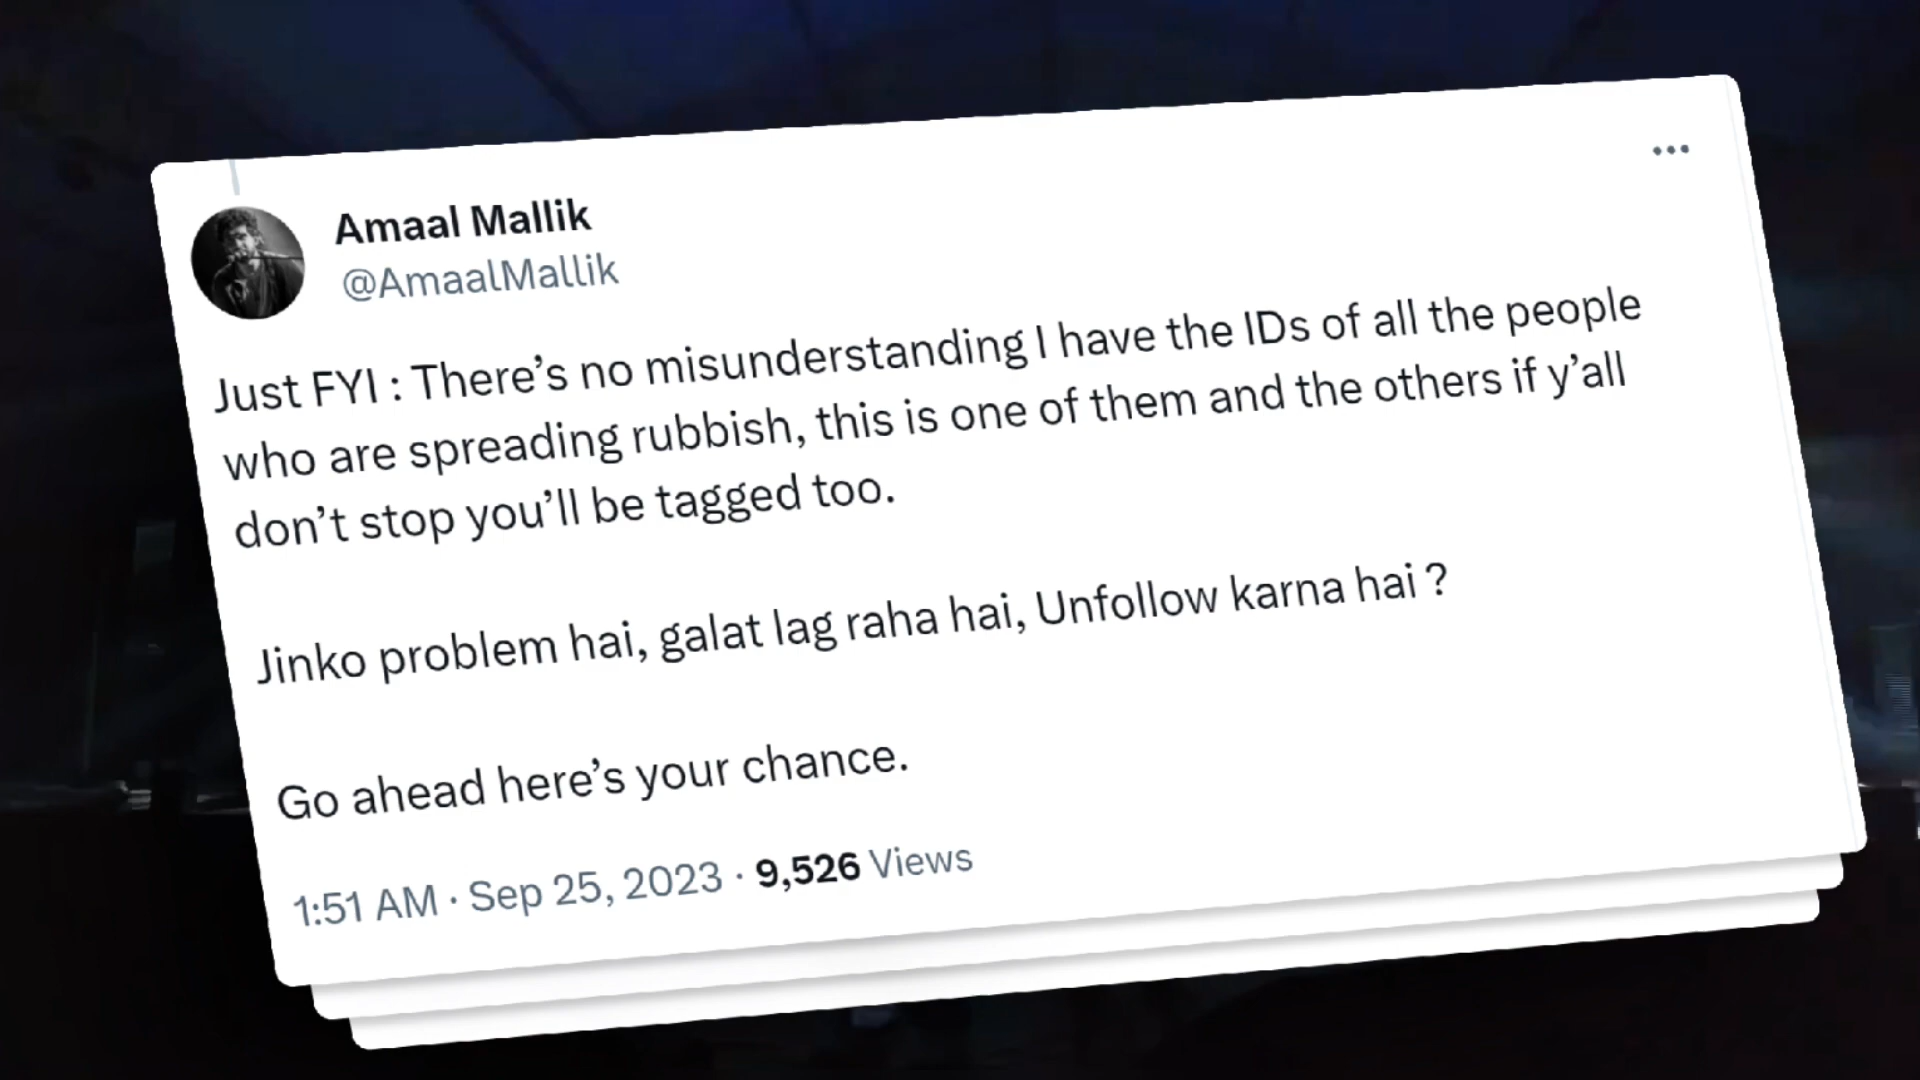 Amaal Mallik
@AmaalMallik
Just FYI : There’s no misunderstanding I have the IDs of all the people
who are spreading rubbish, this is one of them and the others if y’all
don’t stop you’ll be tagged too.
Jinko problem hai, galat lag raha hai, Unfollow karna hai ?
Go ahead here’s your chance.
1:51 AM · Sep 25, 2023 · 9,526 Views